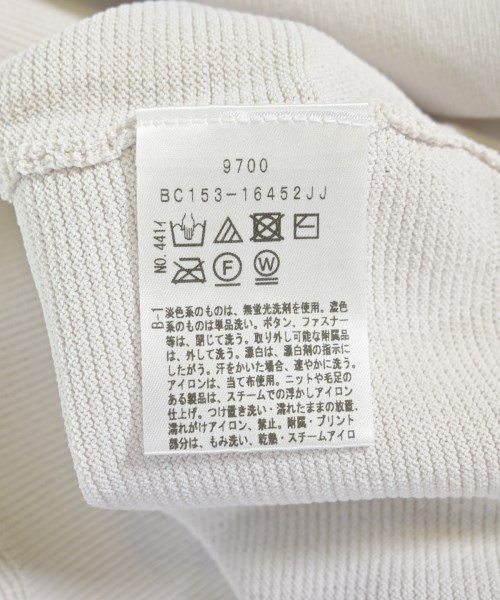 9700
BC153-16452JJ
NO.441イ
B-1
F
W
淡色系のものは、無蛍光洗剤を使用。濃色
系のものは単品洗い。ボタン、ファスナー
等は、閉じて洗う。取り外し可能な附属品
は、外して洗う。漂白は、漂白剤の指示に
したがう。汗をかいた場合、速やかに洗う。
アイロンは、当て布使用。ニットや毛足の
ある製品は、スチームでの浮かしアイロン
仕上げ。つけ置き洗い・濡れたままの放置、
濡れがけアイロン、禁止。附属・プリント
部分は、もみ洗い、乾熱・スチームアイロ